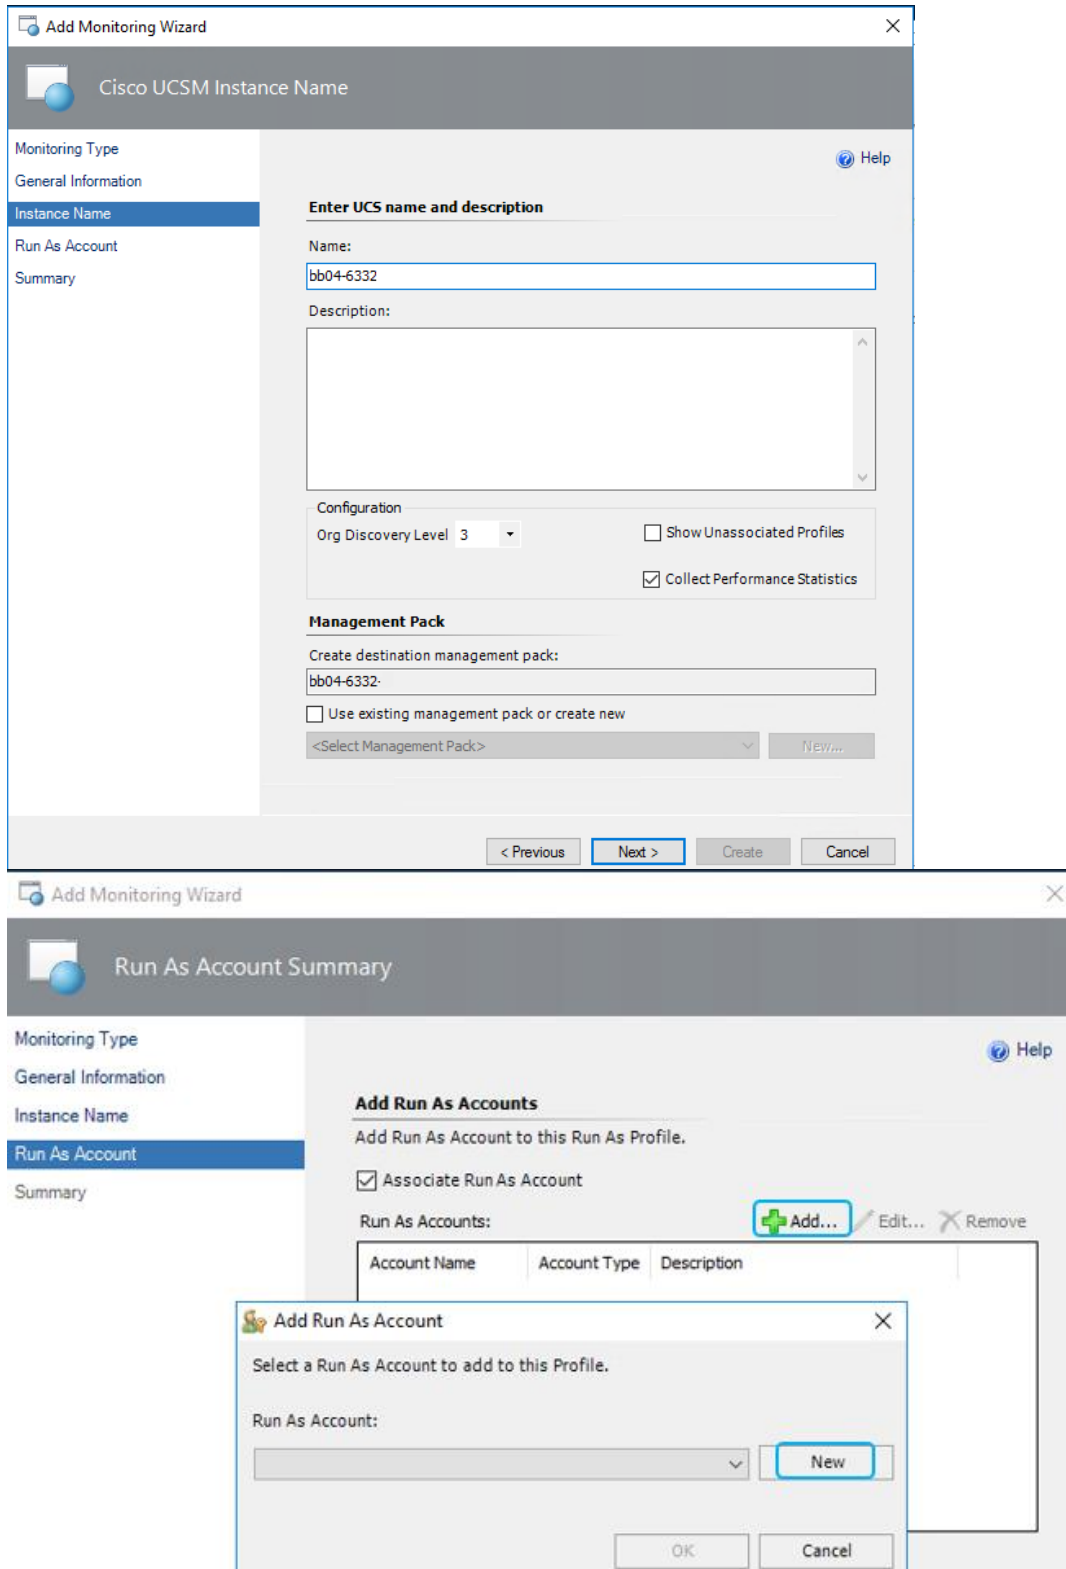 Add Monitoring Wizard
Cisco UCSM Instance Name
Monitoring Type
General Information
Instance Name
Run As Account
Summary
Help
Enter UCS name and description
Name:
bb04-6332
Description:
Configuration
Org Discovery Level 3
Show Unassociated Profiles
Collect Performance Statistics
Management Pack
Create destination management pack:
bb04-6332-
Use existing management pack or create new
<Select Management Pack>
New...
< Previous
Next >
Create
Cancel
Add Monitoring Wizard
Run As Account Summary
Monitoring Type
General Information
Instance Name
Run As Account
Summary
Help
Add Run As Accounts
Add Run As Account to this Run As Profile.
Associate Run As Account
Run As Accounts:
Add... Edit... Remove
Account Name Account Type Description
Add Run As Account
Select a Run As Account to add to this Profile.
Run As Account:
New
OK
Cancel